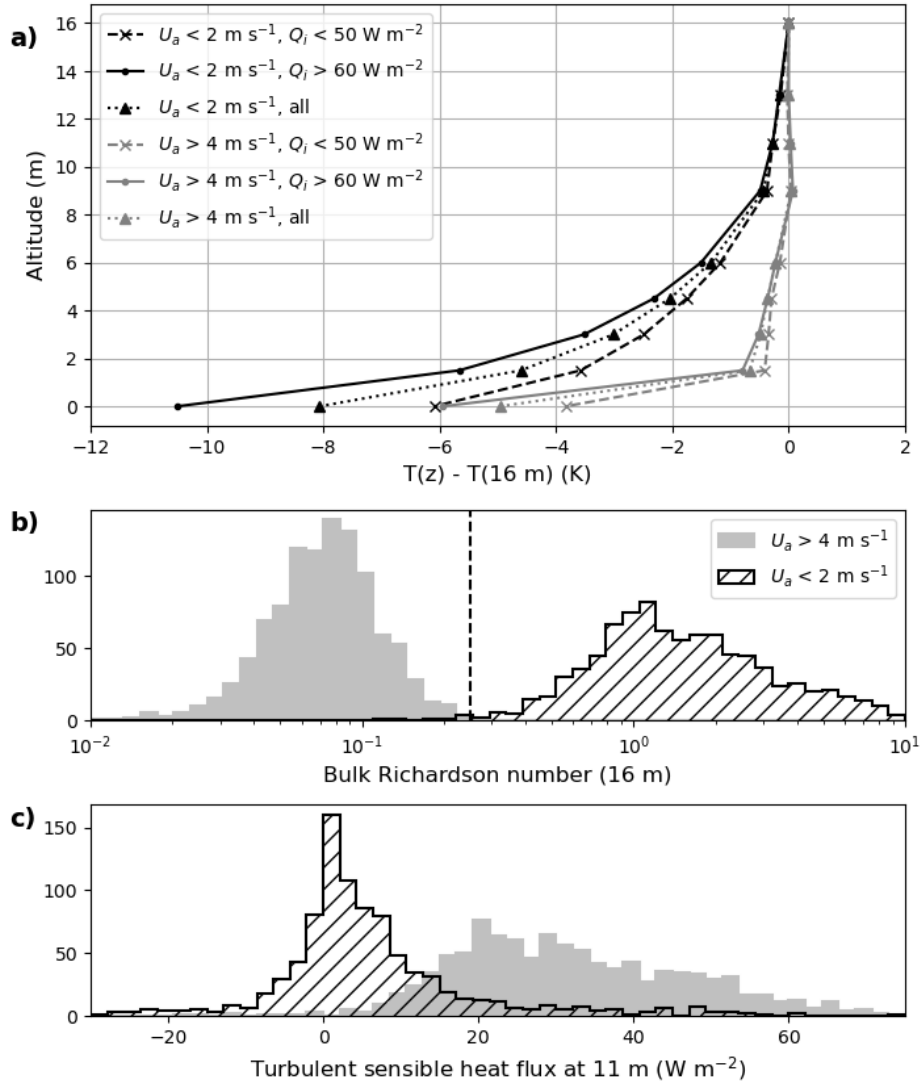 a)
16
14
12
10
8
6
4
2
0
Altitude (m)
U_a < 2 m s⁻¹, Q_i < 50 W m⁻²
U_a < 2 m s⁻¹, Q_i > 60 W m⁻²
U_a < 2 m s⁻¹, all
U_a > 4 m s⁻¹, Q_i < 50 W m⁻²
U_a > 4 m s⁻¹, Q_i > 60 W m⁻²
U_a > 4 m s⁻¹, all
−12 −10 −8 −6 −4 −2 0 2
T(z) - T(16 m) (K)
b)
100
50
0
U_a > 4 m s⁻¹
U_a < 2 m s⁻¹
10⁻² 10⁻¹ 10⁰ 10¹
Bulk Richardson number (16 m)
c)
150
100
50
0
−20 0 20 40 60
Turbulent sensible heat flux at 11 m (W m⁻²)